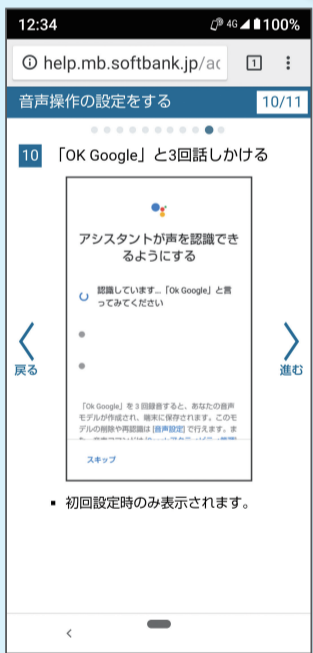 12:34
4G 100%
help.mb.softbank.jp/ac
1
音声操作の設定をする
10/11
10 「OK Google」と3回話しかける
アシスタントが声を認識でき
るようにする
認識しています...「Ok Google」と言
ってみてください
戻る
進む
「Ok Google」を 3 回録音すると、あなたの音声
モデルが作成され、端末に保存されます。このモ
デルの削除や再認識は [音声設定] で行えます。ま
スキップ
▪ 初回設定時のみ表示されます。